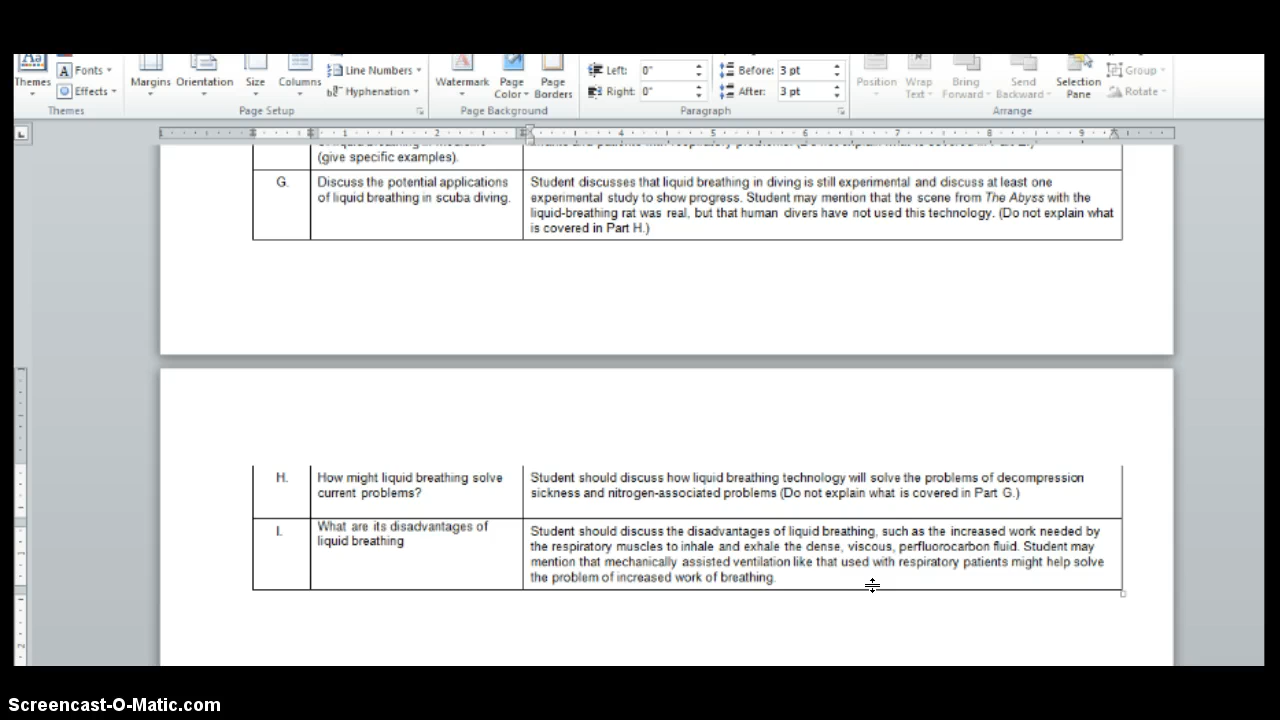 Aa
Fonts
Effects
Themes
Themes
Margins
Orientation
Size
Columns
Line Numbers
Hyphenation
Page Setup
Watermark
Page Color
Page Borders
Page Background
Left: 0"
Right: 0"
Before: 3 pt
After: 3 pt
Paragraph
Position
Wrap Text
Bring Forward
Send Backward
Selection Pane
Group
Rotate
Arrange
1 2 4 5 6 7 8 9
(give specific examples).
G.
Discuss the potential applications
of liquid breathing in scuba diving.
Student discusses that liquid breathing in diving is still experimental and discuss at least one
experimental study to show progress. Student may mention that the scene from The Abyss with the
liquid-breathing rat was real, but that human divers have not used this technology. (Do not explain what
is covered in Part H.)
H.
How might liquid breathing solve
current problems?
Student should discuss how liquid breathing technology will solve the problems of decompression
sickness and nitrogen-associated problems (Do not explain what is covered in Part G.)
I.
What are its disadvantages of
liquid breathing
Student should discuss the disadvantages of liquid breathing, such as the increased work needed by
the respiratory muscles to inhale and exhale the dense, viscous, perfluorocarbon fluid. Student may
mention that mechanically assisted ventilation like that used with respiratory patients might help solve
the problem of increased work of breathing.
Screencast-O-Matic.com